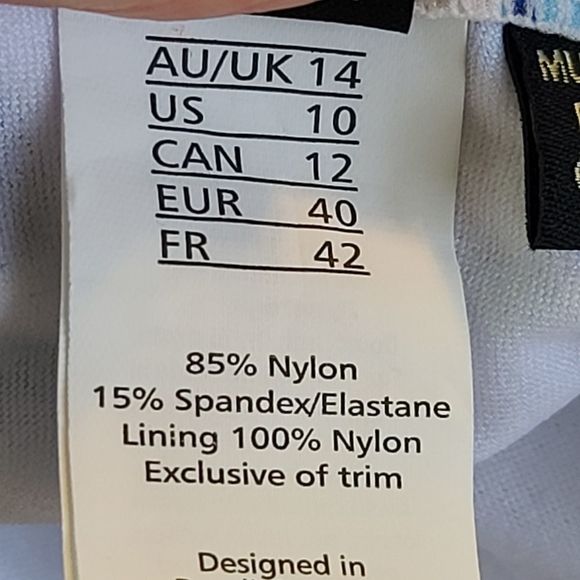 AU/UK 14
US 10
CAN 12
EUR 40
FR 42
85% Nylon
15% Spandex/Elastane
Lining 100% Nylon
Exclusive of trim
Designed in
MU